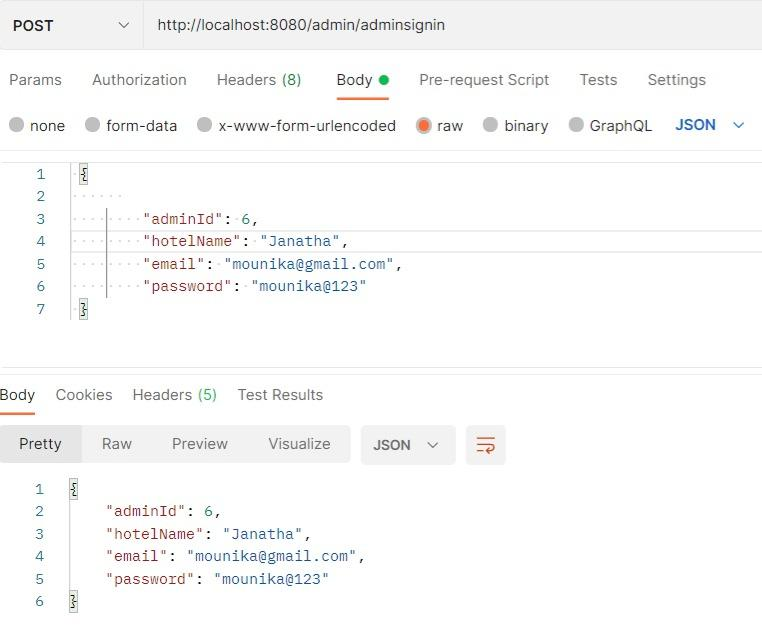 POST http://localhost:8080/admin/adminsignin
Params Authorization Headers (8) Body Pre-request Script Tests Settings
none form-data x-www-form-urlencoded raw binary GraphQL JSON
1 {
2
3 "adminId": 6,
4 "hotelName": "Janatha",
5 "email": "mounika@gmail.com",
6 "password": "mounika@123"
7 }
Body Cookies Headers (5) Test Results
Pretty Raw Preview Visualize JSON
1 {
2 "adminId": 6,
3 "hotelName": "Janatha",
4 "email": "mounika@gmail.com",
5 "password": "mounika@123"
6 }